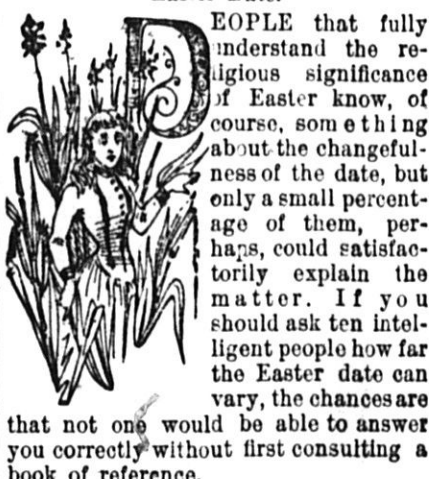 PEOPLE that fully
understand the re-
ligious significance
of Easter know, of
course, something
about the changeful-
ness of the date, but
only a small percent-
age of them, per-
haps, could satisfac-
torily explain the
matter. If you
should ask ten intel-
ligent people how far
the Easter date can
vary, the chances are
that not one would be able to answer
you correctly without first consulting a
book of reference.